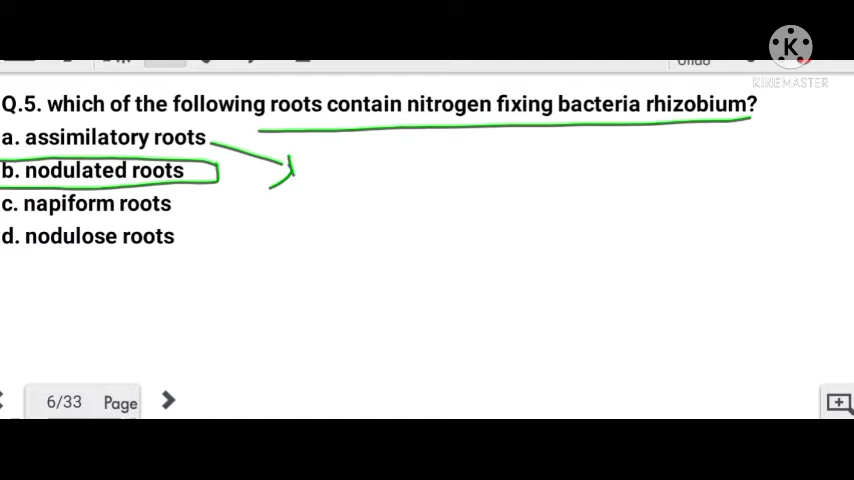 Undo
K
KINEMASTER
Q.5. which of the following roots contain nitrogen fixing bacteria rhizobium?
a. assimilatory roots
b. nodulated roots
c. napiform roots
d. nodulose roots
6/33 Page